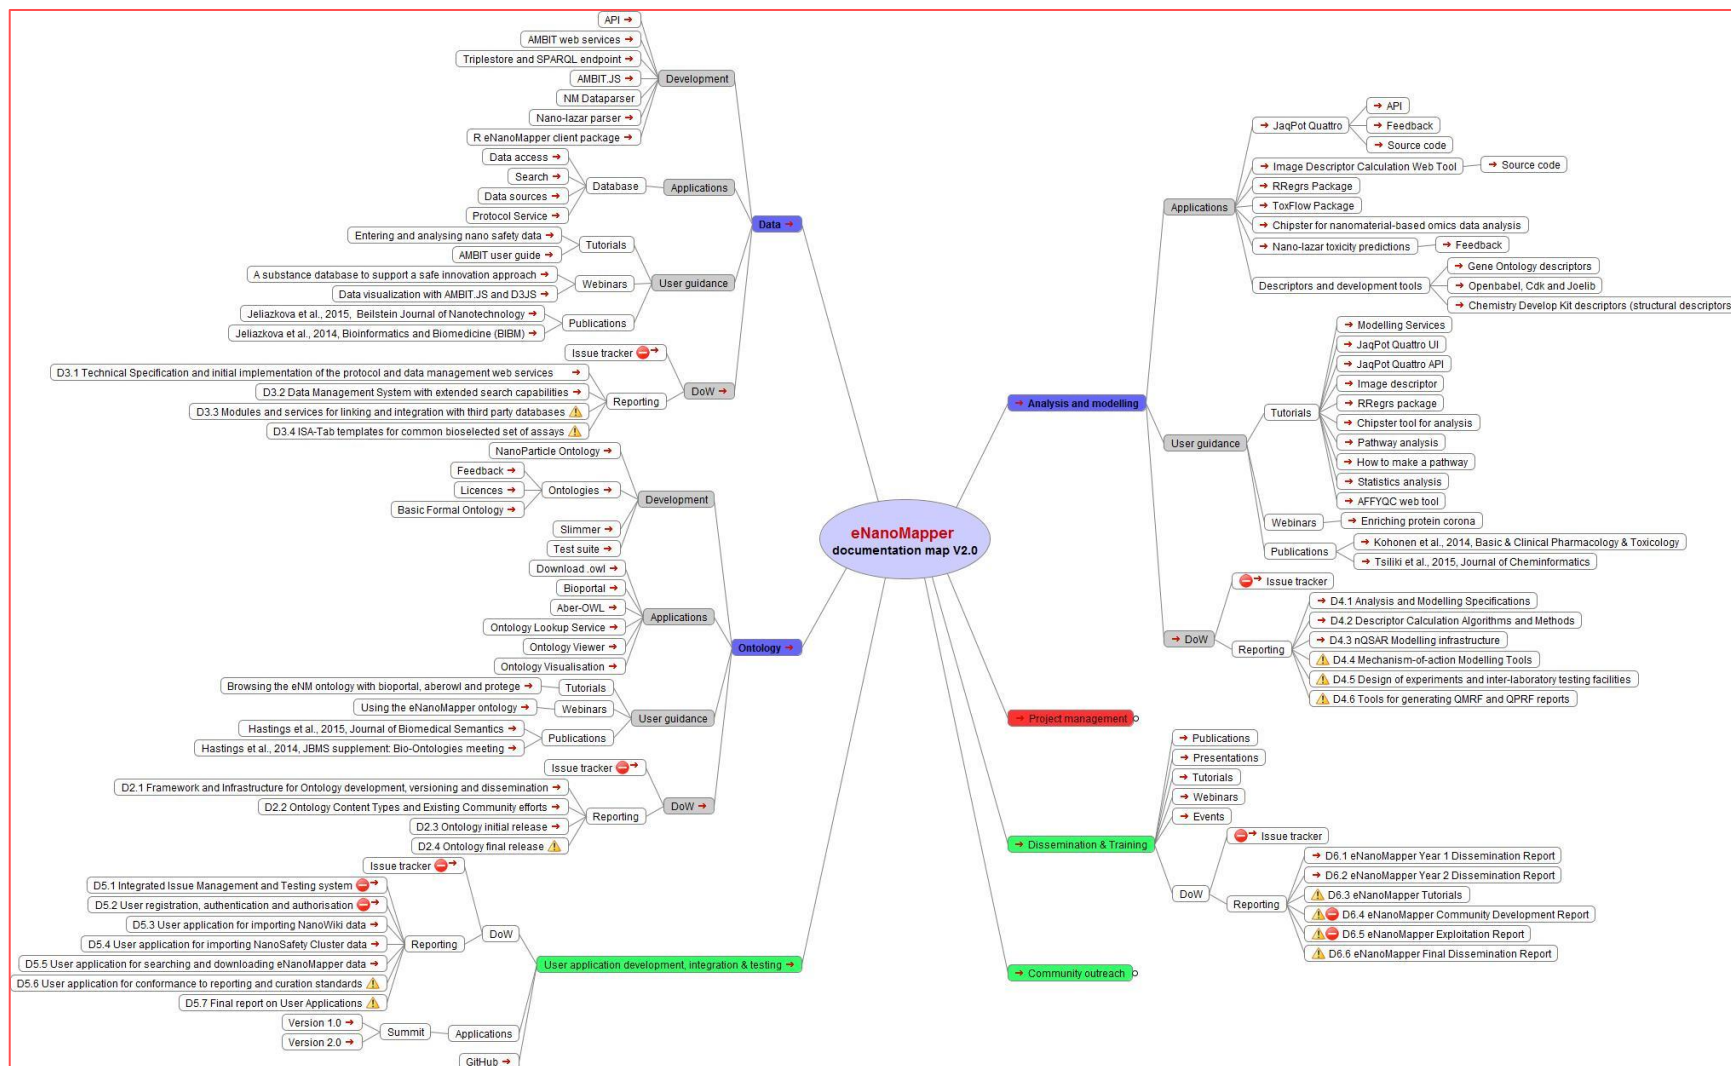 API
AMBIT web services
Triplestore and SPARQL endpoint
AMBIT.JS
NM Dataparser
Nano-lazar parser
R eNanoMapper client package
Development
Data access
Search
Data sources
Protocol Service
Database
Applications
Data
Entering and analysing nano safety data
AMBIT user guide
Tutorials
A substance database to support a safe innovation approach
Data visualization with AMBIT.JS and D3JS
Webinars
User guidance
Jeliazkova et al., 2015, Beilstein Journal of Nanotechnology
Jeliazkova et al., 2014, Bioinformatics and Biomedicine (BIBM)
Publications
Issue tracker
D3.1 Technical Specification and initial implementation of the protocol and data management web services
D3.2 Data Management System with extended search capabilities
D3.3 Modules and services for linking and integration with third party databases
D3.4 ISA-Tab templates for common bioselected set of assays
Reporting
DoW
NanoParticle Ontology
Feedback
Licences
Basic Formal Ontology
Ontologies
Development
Slimmer
Test suite
Download .owl
Bioportal
Aber-OWL
Ontology Lookup Service
Ontology Viewer
Ontology Visualisation
Applications
Ontology
Browsing the eNM ontology with bioportal, aberowl and protege
Tutorials
Using the eNanoMapper ontology
Webinars
User guidance
Hastings et al., 2015, Journal of Biomedical Semantics
Hastings et al., 2014, JBMS supplement: Bio-Ontologies meeting
Publications
Issue tracker
D2.1 Framework and Infrastructure for Ontology development, versioning and dissemination
D2.2 Ontology Content Types and Existing Community efforts
D2.3 Ontology initial release
D2.4 Ontology final release
Reporting
DoW
Issue tracker
D5.1 Integrated Issue Management and Testing system
D5.2 User registration, authentication and authorisation
D5.3 User application for importing NanoWiki data
D5.4 User application for importing NanoSafety Cluster data
D5.5 User application for searching and downloading eNanoMapper data
D5.6 User application for conformance to reporting and curation standards
D5.7 Final report on User Applications
Reporting
DoW
User application development, integration & testing
Version 1.0
Version 2.0
Summit
Applications
GitHub
eNanoMapper
documentation map V2.0
Analysis and modelling
Applications
JaqPot Quattro
API
Feedback
Source code
Image Descriptor Calculation Web Tool
Source code
RRegrs Package
ToxFlow Package
Chipster for nanomaterial-based omics data analysis
Nano-lazar toxicity predictions
Feedback
Descriptors and development tools
Gene Ontology descriptors
Openbabel, Cdk and Joelib
Chemistry Develop Kit descriptors (structural descriptors
User guidance
Tutorials
Modelling Services
JaqPot Quattro UI
JaqPot Quattro API
Image descriptor
RRegrs package
Chipster tool for analysis
Pathway analysis
How to make a pathway
Statistics analysis
AFFYQC web tool
Webinars
Enriching protein corona
Publications
Kohonen et al., 2014, Basic & Clinical Pharmacology & Toxicology
Tsiliki et al., 2015, Journal of Cheminformatics
DoW
Issue tracker
Reporting
D4.1 Analysis and Modelling Specifications
D4.2 Descriptor Calculation Algorithms and Methods
D4.3 nQSAR Modelling infrastructure
D4.4 Mechanism-of-action Modelling Tools
D4.5 Design of experiments and inter-laboratory testing facilities
D4.6 Tools for generating QMRF and QPRF reports
Project management
Dissemination & Training
Publications
Presentations
Tutorials
Webinars
Events
DoW
Issue tracker
Reporting
D6.1 eNanoMapper Year 1 Dissemination Report
D6.2 eNanoMapper Year 2 Dissemination Report
D6.3 eNanoMapper Tutorials
D6.4 eNanoMapper Community Development Report
D6.5 eNanoMapper Exploitation Report
D6.6 eNanoMapper Final Dissemination Report
Community outreach